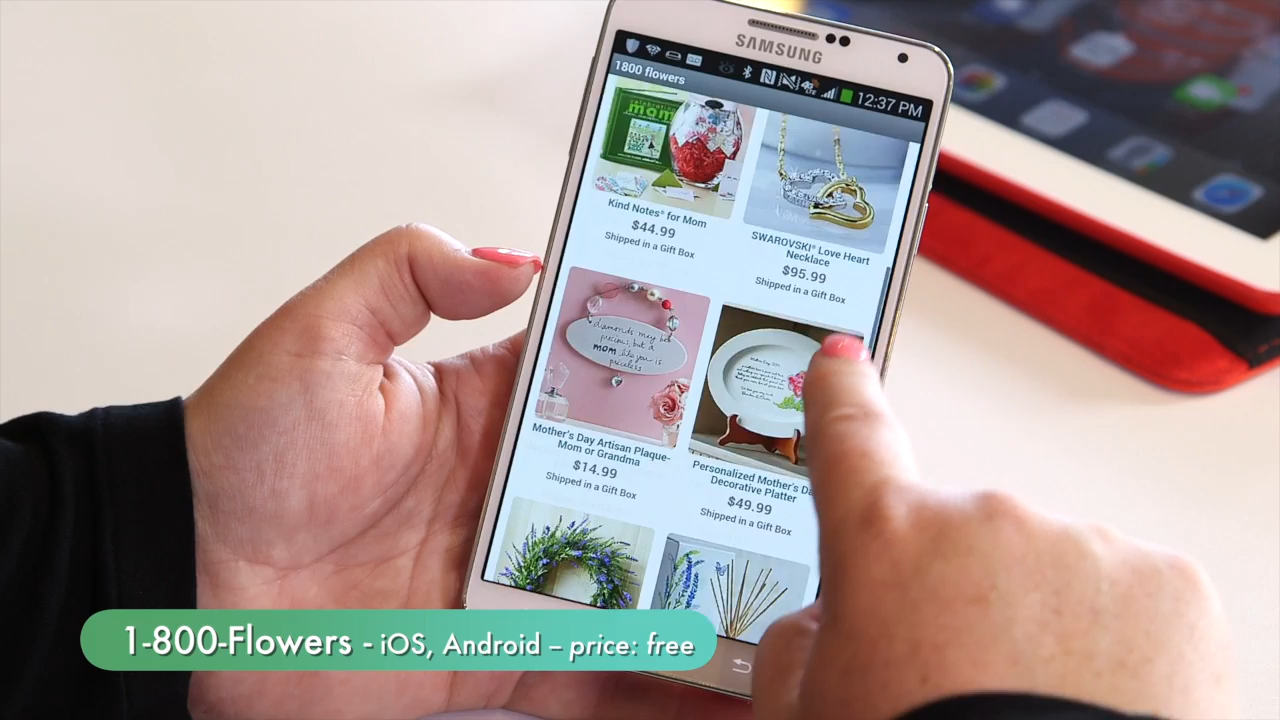 SAMSUNG
12:37 PM
1800 flowers
celebrating
mom
Kind Notes® for Mom
$44.99
Shipped in a Gift Box
SWAROVSKI® Love Heart
Necklace
$95.99
Shipped in a Gift Box
diamonds may be
precious, but a
mom like you is
priceless
Mother's Day Artisan Plaque-
Mom or Grandma
$14.99
Shipped in a Gift Box
Personalized Mother's Da
Decorative Platter
$49.99
Shipped in a Gift Box
1-800-Flowers - iOS, Android – price: free